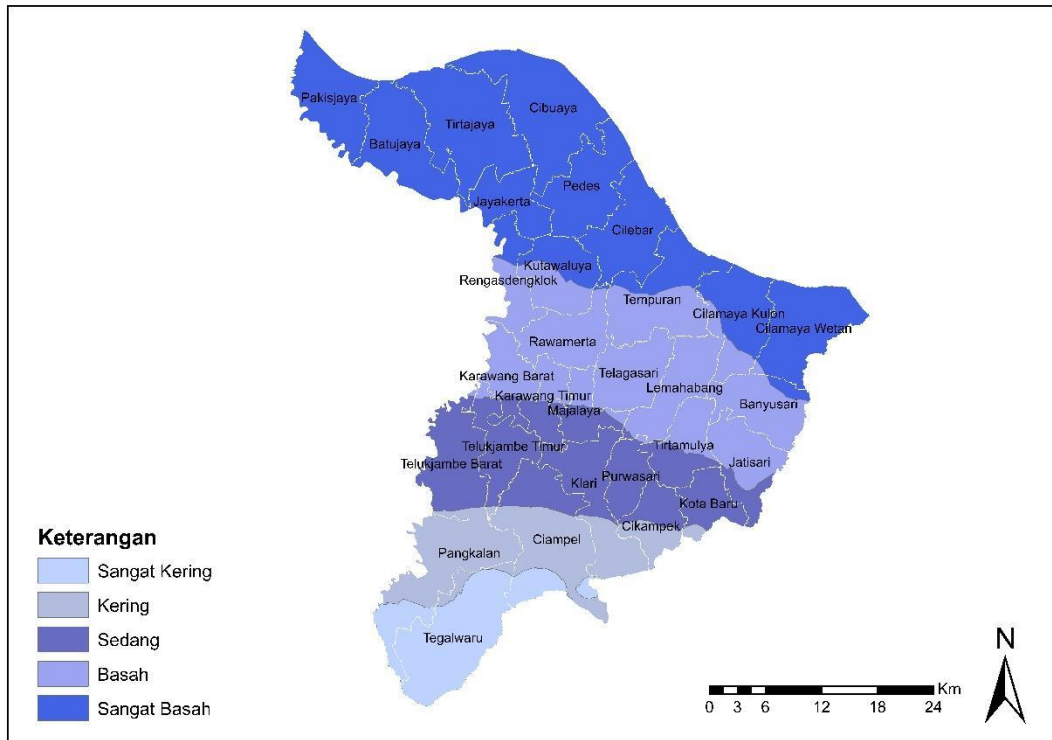 Pakisjaya
Batujaya
Tirtajaya
Cibuaya
Pedes
Jayakerta
Cilebar
Kutawaluya
Rengasdengklok
Tempuran
Cilamaya Kulon
Cilamaya Wetan
Rawamerta
Telagasari
Lemahabang
Karawang Barat
Karawang Timur
Majalaya
Banyusari
Tirtamulya
Telukjambe Timur
Telukjambe Barat
Jatisari
Klari
Purwasari
Kota Baru
Cikampek
Ciampel
Pangkalan
Tegalwaru
Keterangan
Sangat Kering
Kering
Sedang
Basah
Sangat Basah
Km
0 3 6 12 18 24
N